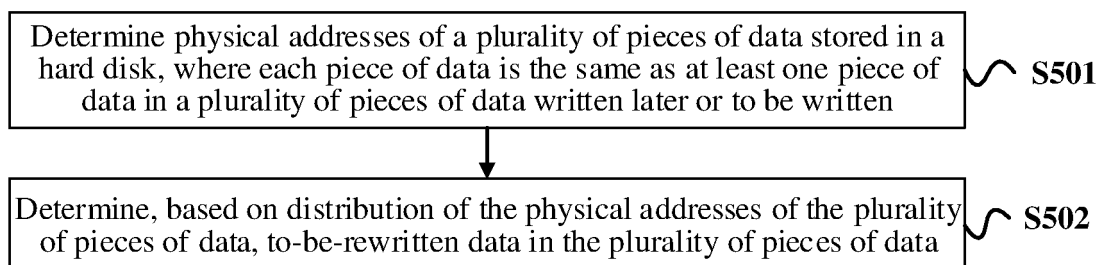 Determine physical addresses of a plurality of pieces of data stored in a
hard disk, where each piece of data is the same as at least one piece of
data in a plurality of pieces of data written later or to be written
S501
Determine, based on distribution of the physical addresses of the plurality
of pieces of data, to-be-rewritten data in the plurality of pieces of data
S502